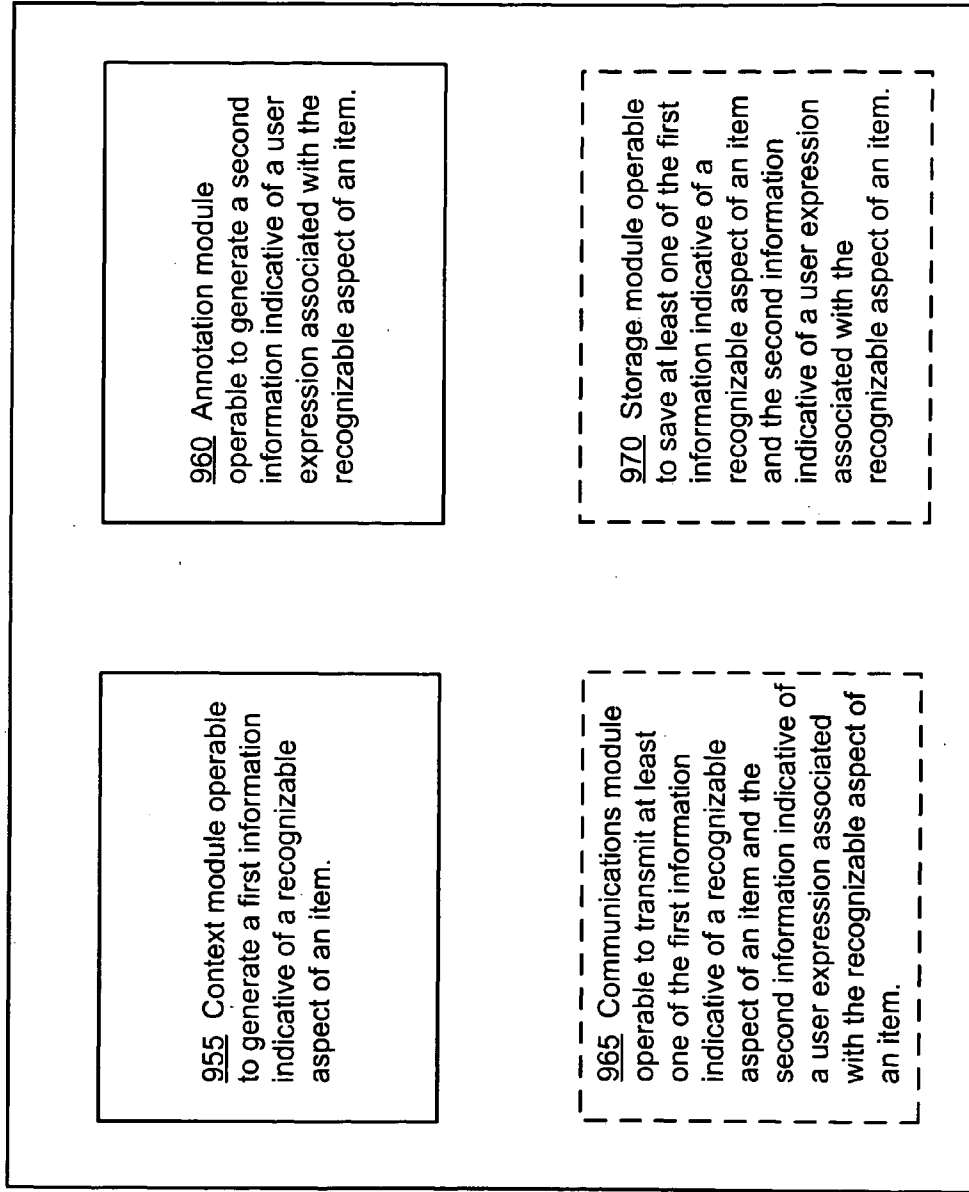 955 Context module operable
to generate a first information
indicative of a recognizable
aspect of an item.
960 Annotation module
operable to generate a second
information indicative of a user
expression associated with the
recognizable aspect of an item.
965 Communications module
operable to transmit at least
one of the first information
indicative of a recognizable
aspect of an item and the
second information indicative of
a user expression associated
with the recognizable aspect of
an item.
970 Storage module operable
to save at least one of the first
information indicative of a
recognizable aspect of an item
and the second information
indicative of a user expression
associated with the
recognizable aspect of an item.